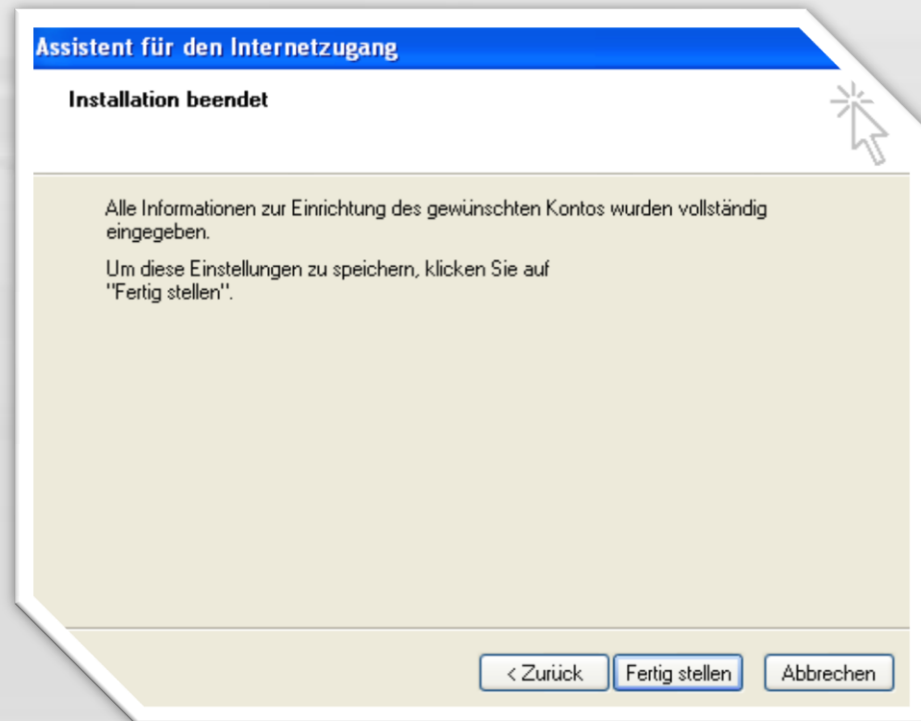 Assistent für den Internetzugang
Installation beendet
Alle Informationen zur Einrichtung des gewünschten Kontos wurden vollständig
eingegeben.
Um diese Einstellungen zu speichern, klicken Sie auf
"Fertig stellen".
< Zurück Fertig stellen Abbrechen